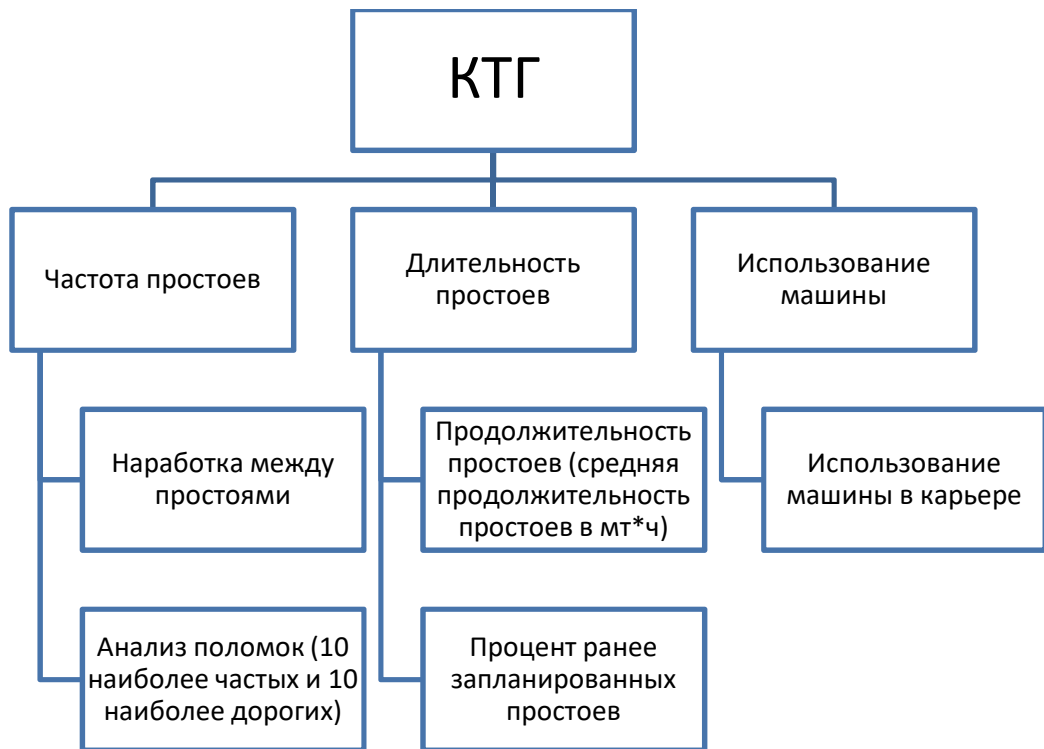 КТГ
Частота простоев
Длительность
простоев
Использование
машины
Наработка между
простоями
Продолжительность
простоев (средняя
продолжительность
простоев в мт*ч)
Использование
машины в карьере
Анализ поломок (10
наиболее частых и 10
наиболее дорогих)
Процент ранее
запланированных
простоев